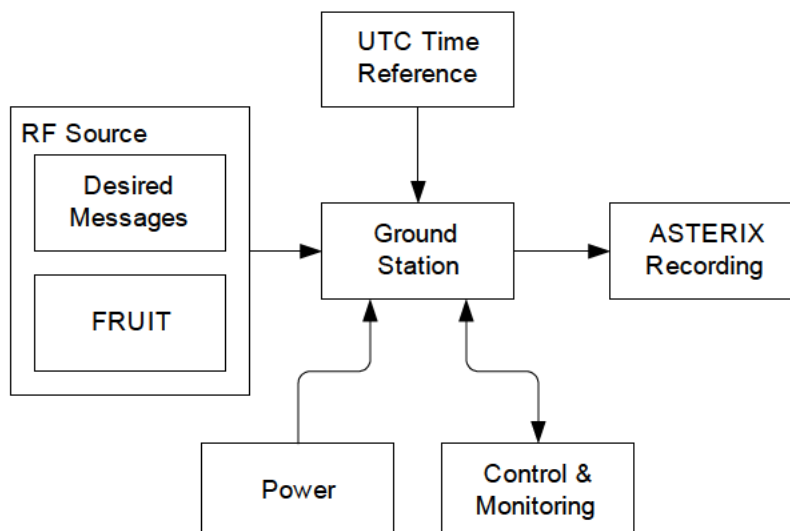 UTC Time
Reference
RF Source
Desired
Messages
FRUIT
Ground
Station
ASTERIX
Recording
Power
Control &
Monitoring